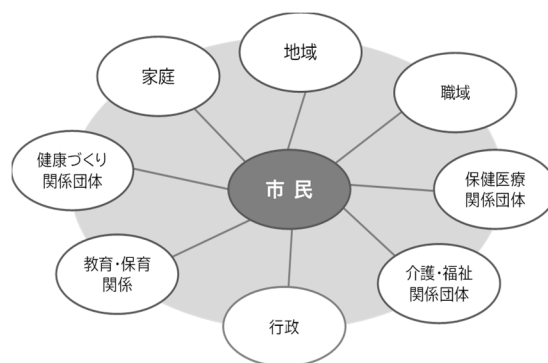 地域
家庭
職域
健康づくり
関係団体
市民
保健医療
関係団体
教育・保育
関係
介護・福祉
関係団体
行政